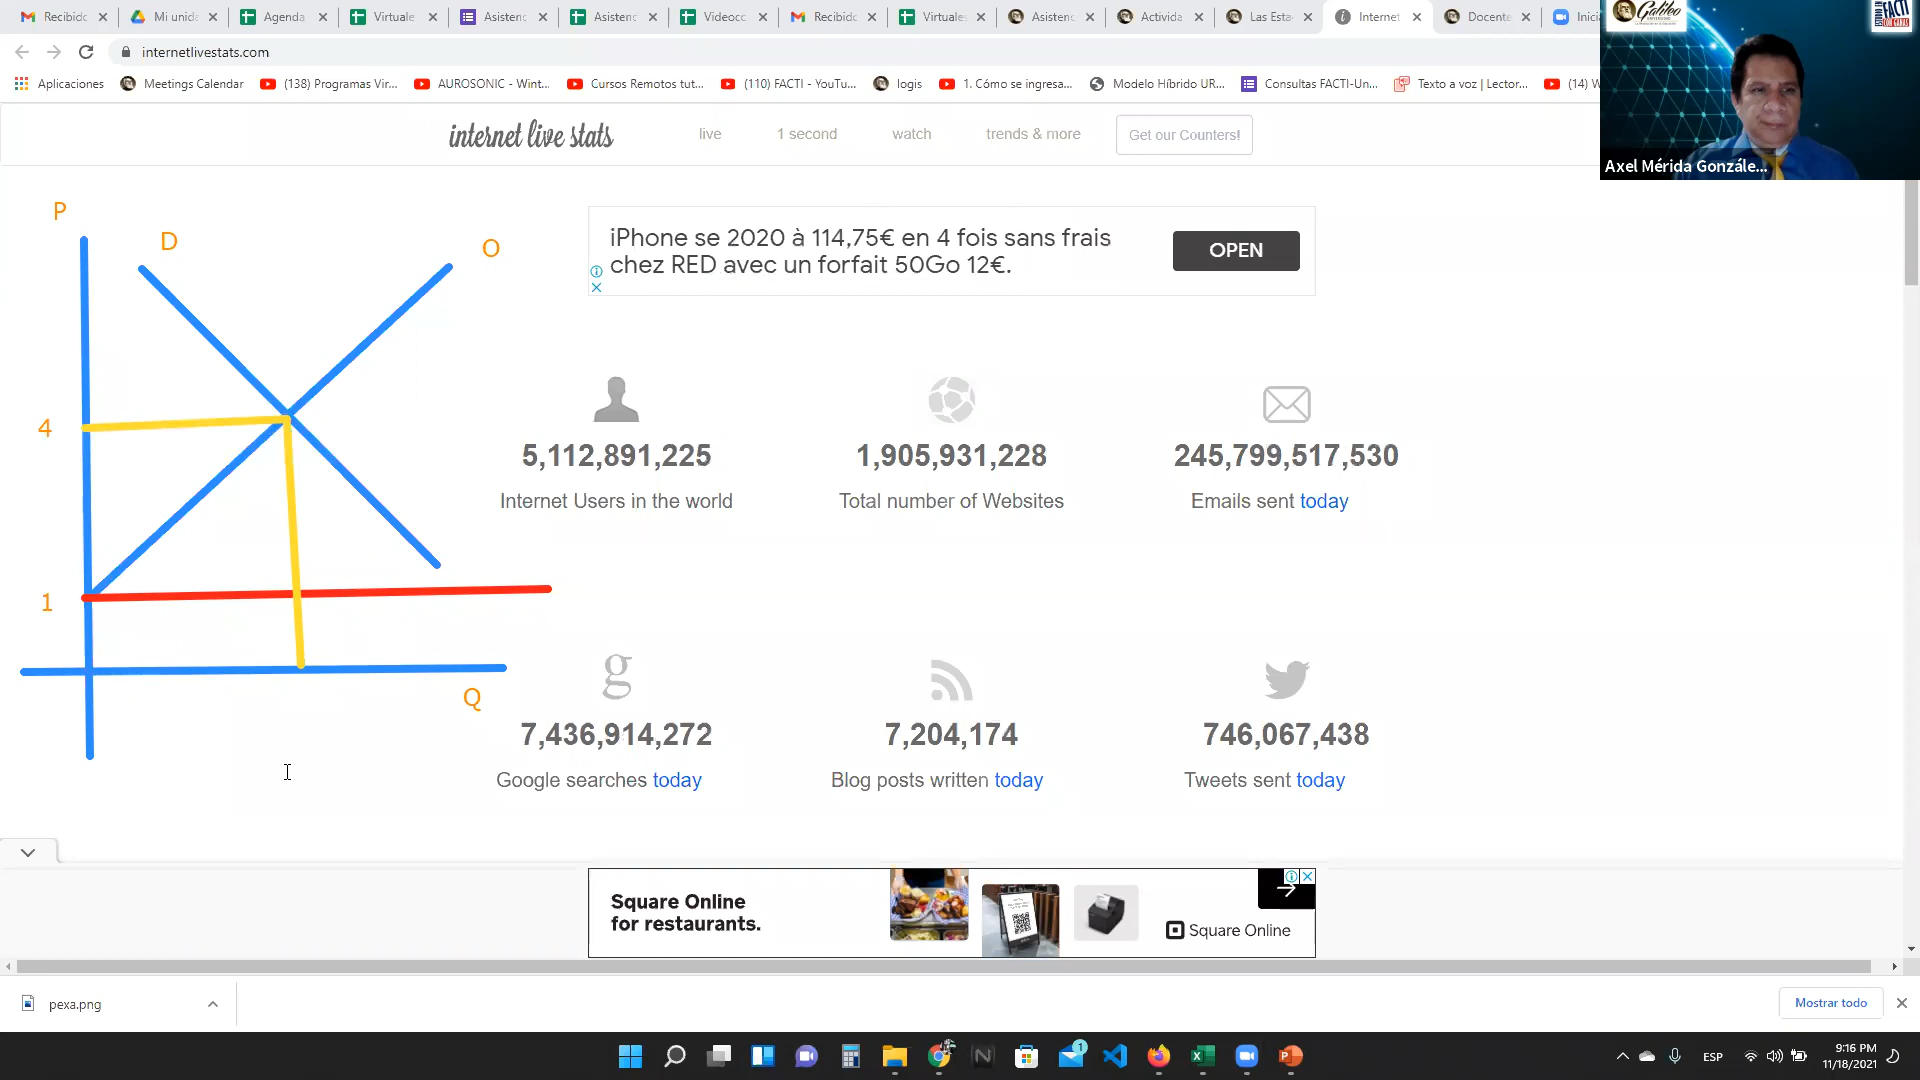 Recibido
Mi unida
Agenda
Virtuale
Asistenc
Asistenc
Videocc
Recibido
Virtuale
Asistenc
Activida
Las Esta
Internet
Docente
Inici
internetlivestats.com
Aplicaciones
Meetings Calendar
(138) Programas Vir...
AUROSONIC - Wint...
Cursos Remotos tut...
(110) FACTI - YouTu...
logis
1. Cómo se ingresa...
Modelo Híbrido UR...
Consultas FACTI-Un...
Texto a voz | Lector...
(14) W
Galileo
FACTI
Axel Mérida Gonzále...
internet live stats
live
1 second
watch
trends & more
Get our Counters!
P
D
O
4
1
Q
iPhone se 2020 à 114,75€ en 4 fois sans frais
chez RED avec un forfait 50Go 12€.
OPEN
5,112,891,225
Internet Users in the world
1,905,931,228
Total number of Websites
245,799,517,530
Emails sent today
g
7,436,914,272
Google searches today
7,204,174
Blog posts written today
746,067,438
Tweets sent today
Square Online
for restaurants.
Square Online
pexa.png
Mostrar todo
1
ESP
9:16 PM
11/18/2021